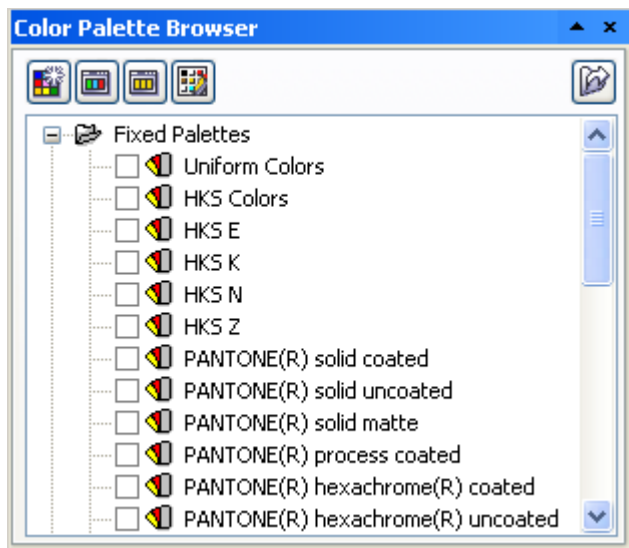 Color Palette Browser
Fixed Palettes
Uniform Colors
HKS Colors
HKS E
HKS K
HKS N
HKS Z
PANTONE(R) solid coated
PANTONE(R) solid uncoated
PANTONE(R) solid matte
PANTONE(R) process coated
PANTONE(R) hexachrome(R) coated
PANTONE(R) hexachrome(R) uncoated